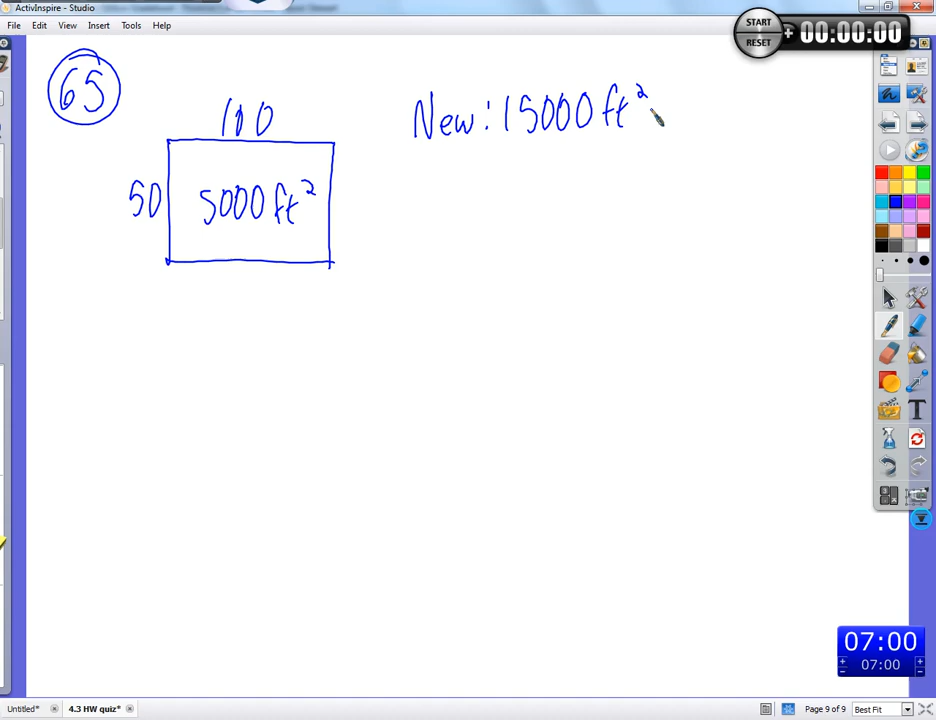 ActivInspire - Studio
File Edit View Insert Tools Help
START
RESET
+ 00:00:00
65
100
New: 15000 ft²
50
5000 ft²
07:00
07:00
Untitled* 4.3 HW quiz* Page 9 of 9 Best Fit